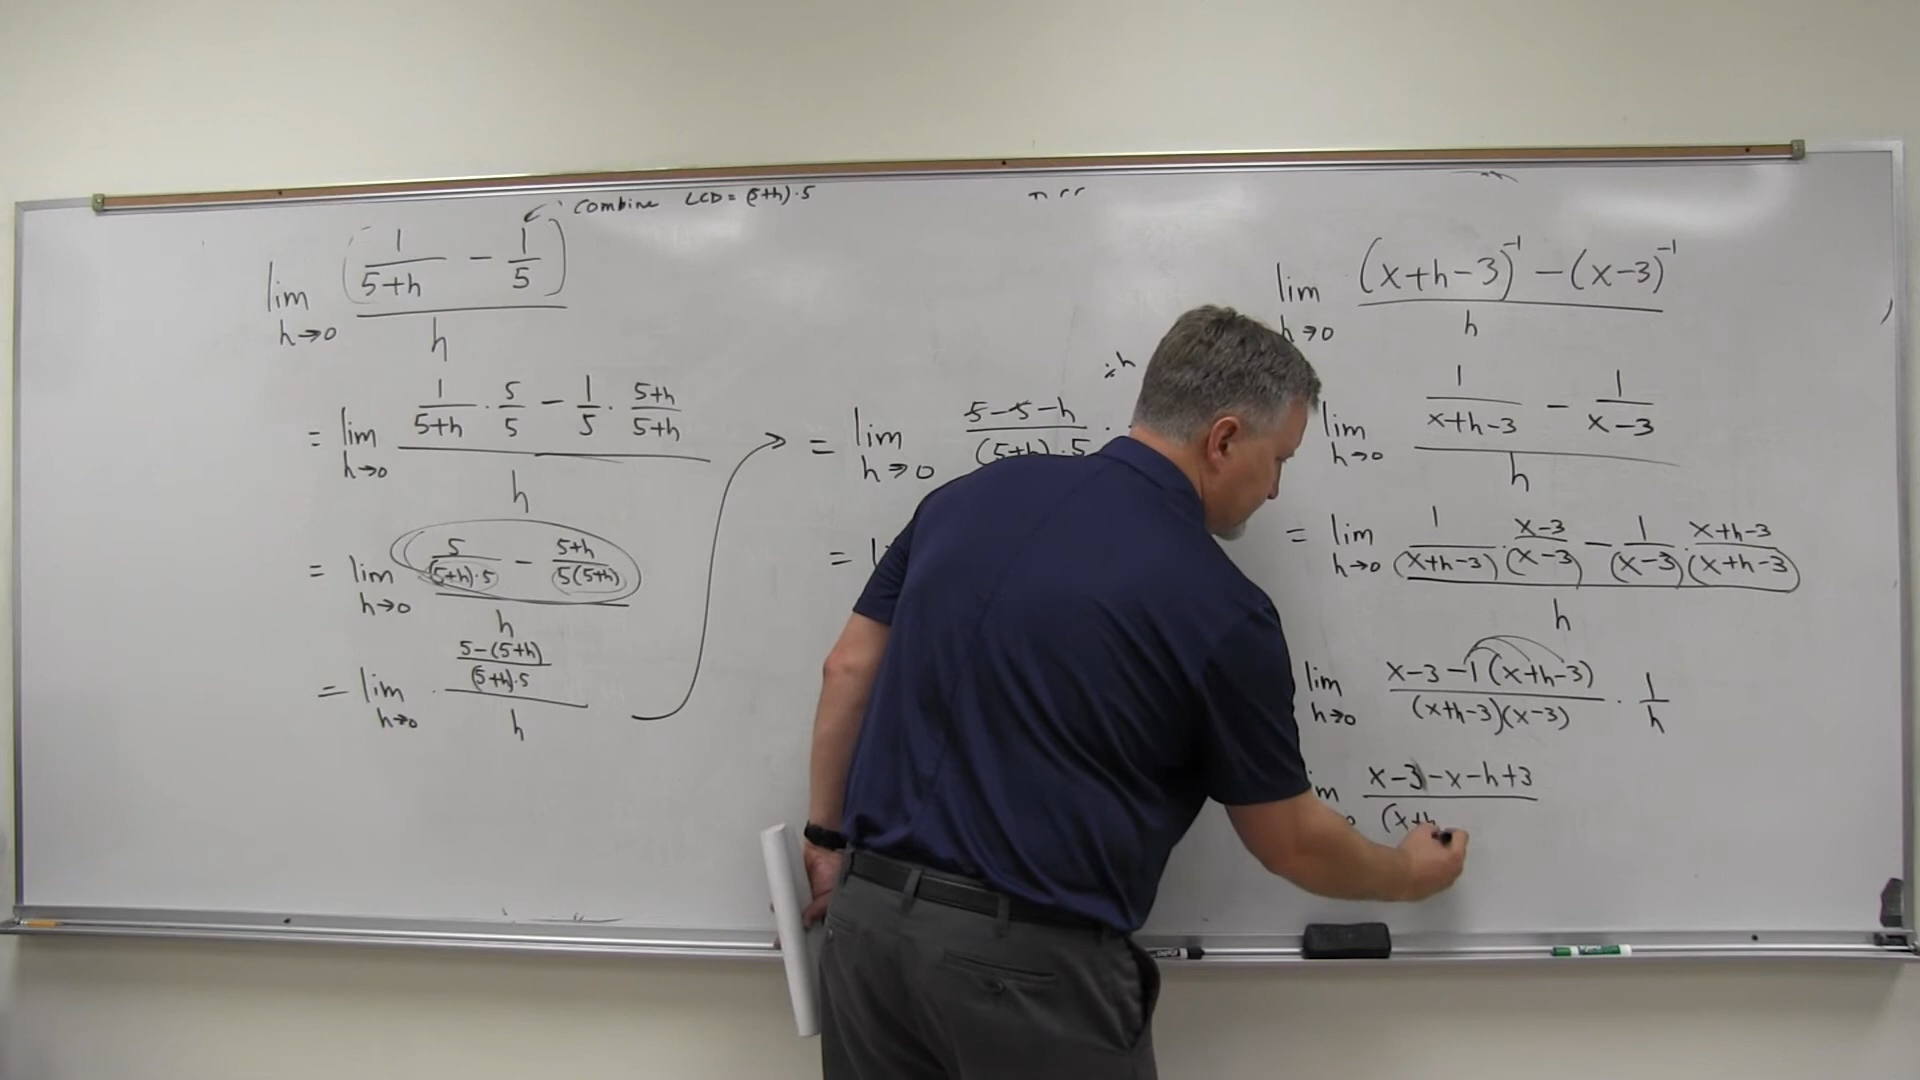 Combine LCD = (5+h)·5
lim h→0 (1/(5+h) − 1/5) / h
= lim h→0 (1/(5+h) · 5/5 − 1/5 · (5+h)/(5+h)) / h
= lim h→0 (5/((5+h)·5) − (5+h)/(5(5+h))) / h
= lim h→0 ((5−(5+h))/((5+h)·5)) / h
÷h
= lim h→0 (5−5−h)/((5+h)·5) ·
=
lim h→0 ((x+h−3)⁻¹ − (x−3)⁻¹) / h
lim h→0 (1/(x+h−3) − 1/(x−3)) / h
= lim h→0 (1/(x+h−3) · (x−3)/(x−3) − 1/(x−3) · (x+h−3)/(x+h−3)) / h
lim h→0 (x−3−1(x+h−3))/((x+h−3)(x−3)) · 1/h
(x−3−x−h+3)/(x+h